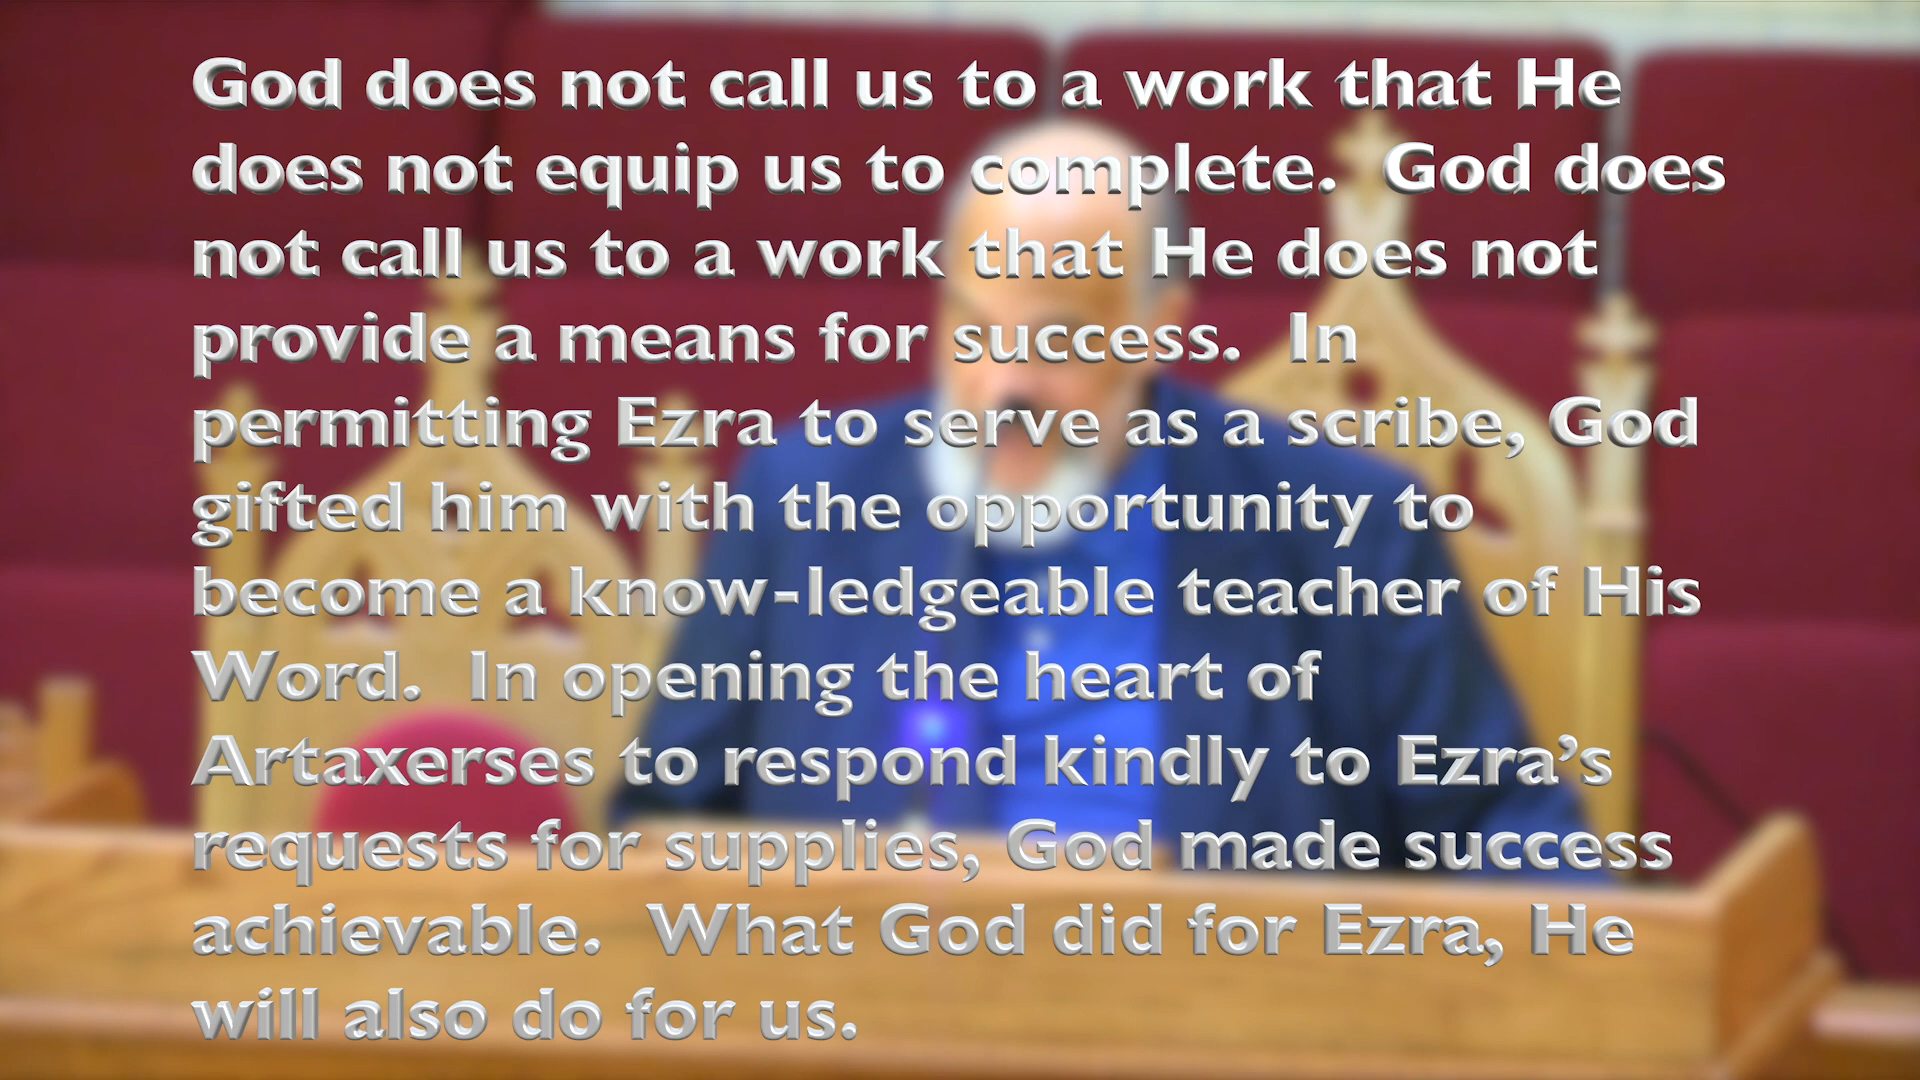 God does not call us to a work that He
does not equip us to complete.  God does
not call us to a work that He does not
provide a means for success.  In
permitting Ezra to serve as a scribe, God
gifted him with the opportunity to
become a know-ledgeable teacher of His
Word.  In opening the heart of
Artaxerses to respond kindly to Ezra’s
requests for supplies, God made success
achievable.  What God did for Ezra, He
will also do for us.